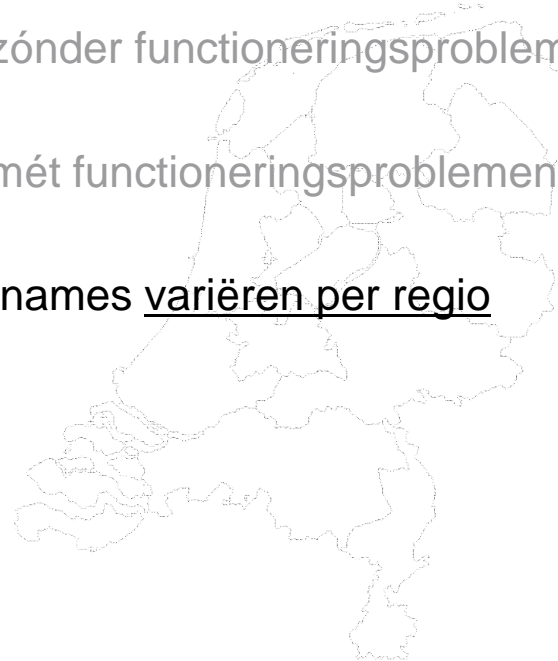 zónder functioneringsproblem
mét functioneringsproblemen
names variëren per regio